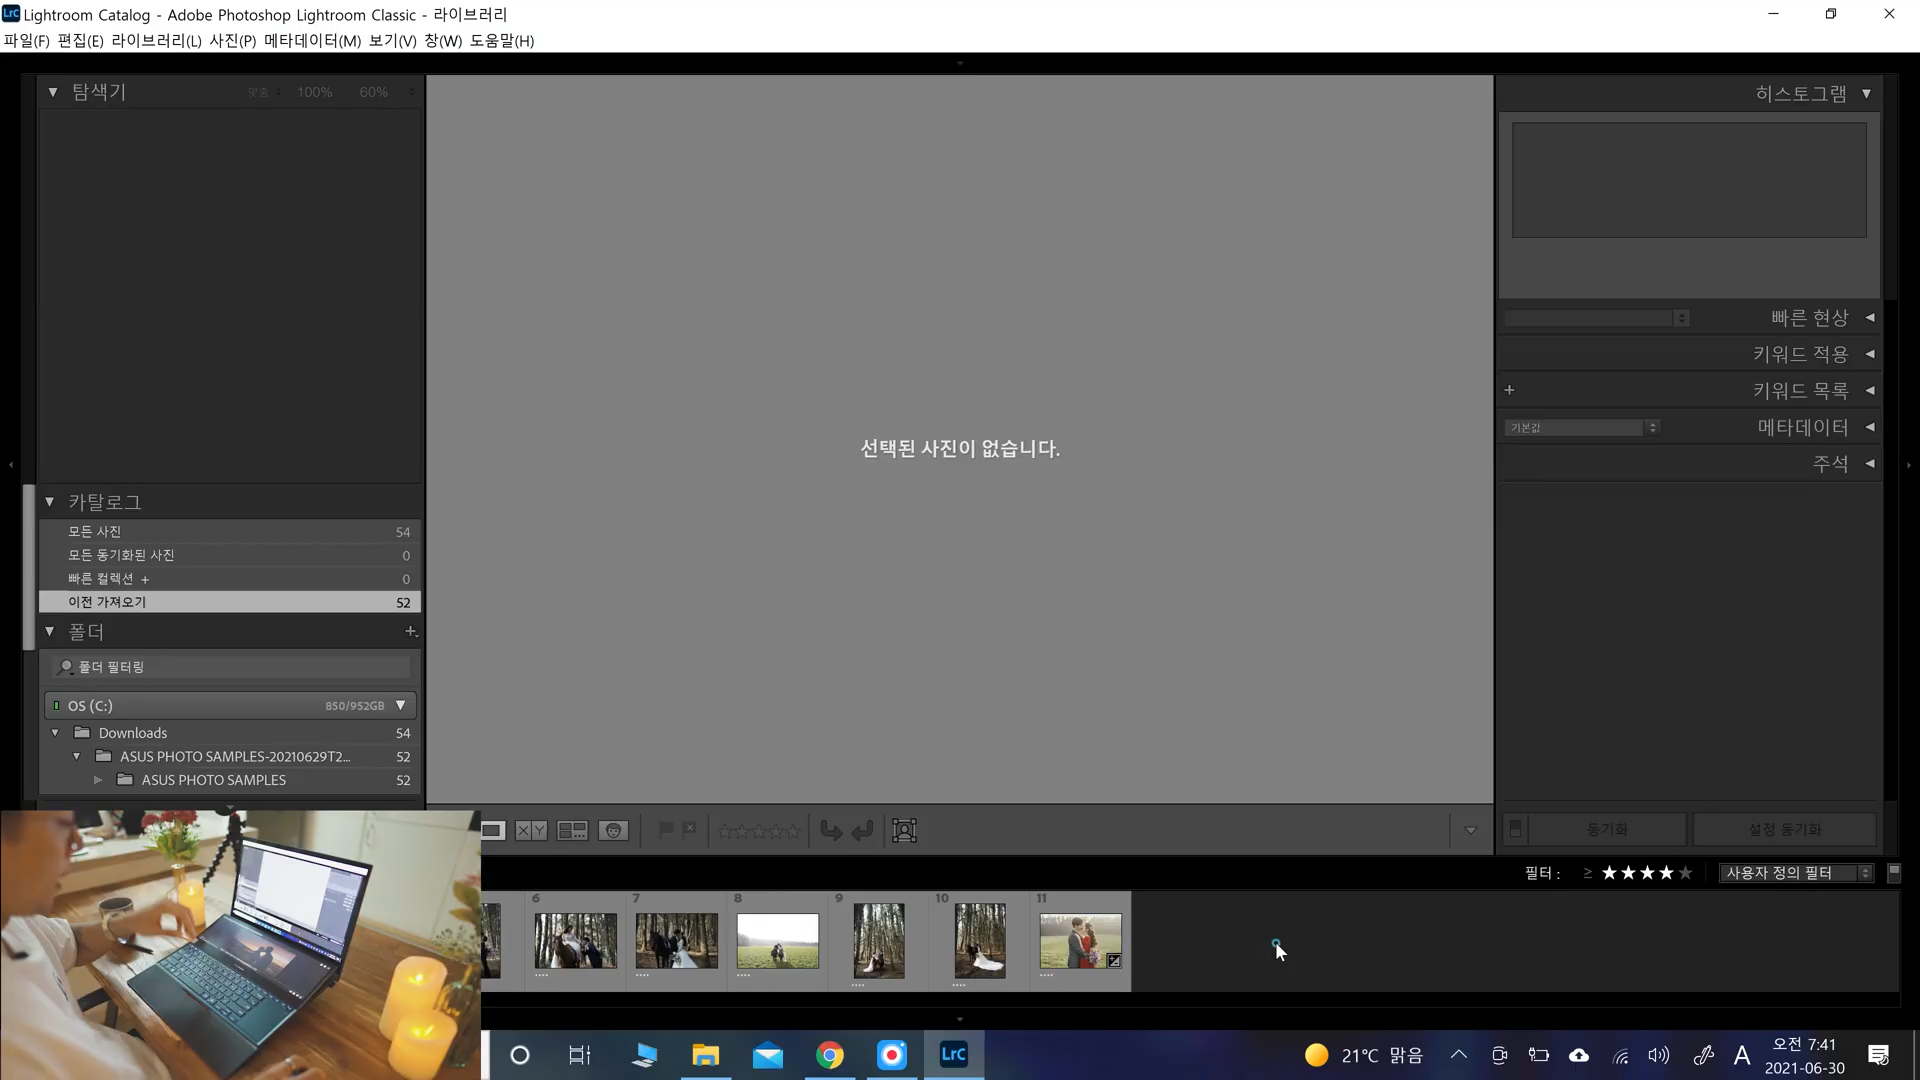 Lrc Lightroom Catalog - Adobe Photoshop Lightroom Classic - 라이브러리
파일(F) 편집(E) 라이브러리(L) 사진(P) 메타데이터(M) 보기(V) 창(W) 도움말(H)
탐색기 맞춤 100% 60%
히스토그램
빠른 현상
키워드 적용
+ 키워드 목록
기본값 메타데이터
주석
선택된 사진이 없습니다.
카탈로그
모든 사진 54
모든 동기화된 사진 0
빠른 컬렉션 + 0
이전 가져오기 52
폴더 +
폴더 필터링
OS (C:) 850/952GB
Downloads 54
ASUS PHOTO SAMPLES-20210629T2... 52
ASUS PHOTO SAMPLES 52
X Y
동기화 설정 동기화
필터 : ≥ ★★★★★ 사용자 정의 필터
6 7 8 9 10 11
Lrc 21°C 맑음 A 오전 7:41
2021-06-30